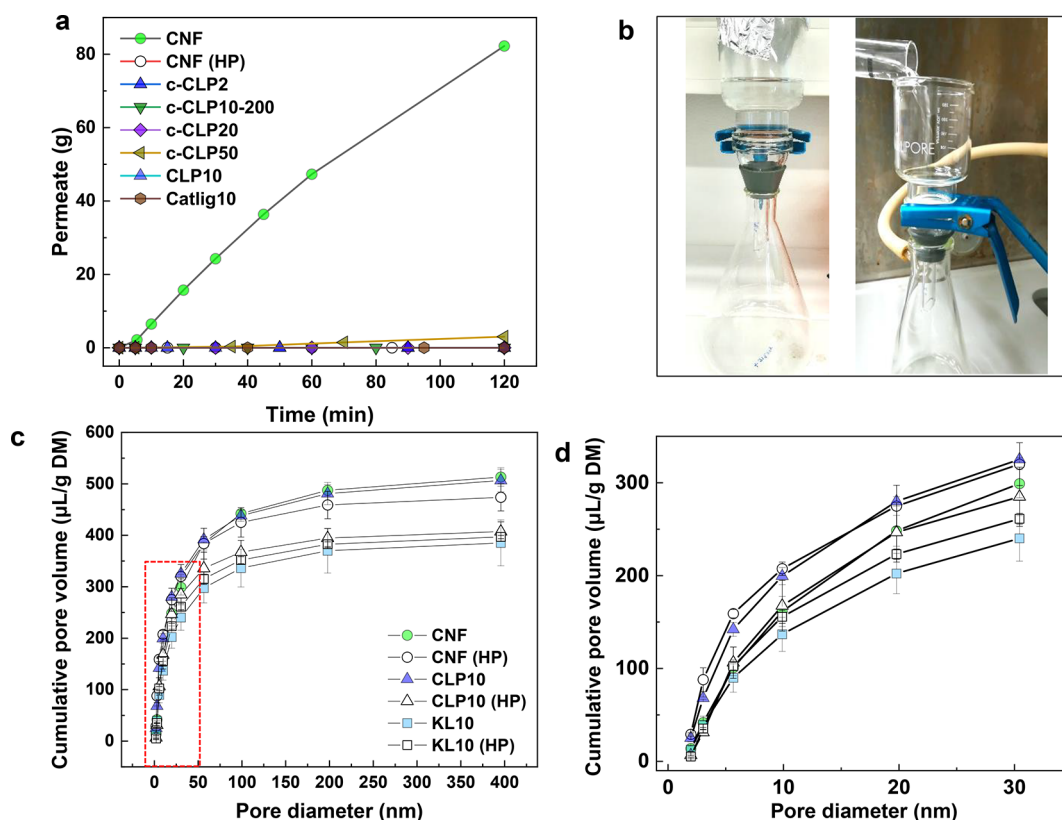 a
CNF
CNF (HP)
c-CLP2
c-CLP10-200
c-CLP20
c-CLP50
CLP10
Catlig10
Permeate (g)
80
60
40
20
0
0 20 40 60 80 100 120
Time (min)
b
PORE
c
Cumulative pore volume (µL/g DM)
600
500
400
300
200
100
0
CNF
CNF (HP)
CLP10
CLP10 (HP)
KL10
KL10 (HP)
0 50 100 150 200 250 300 350 400
Pore diameter (nm)
d
Cumulative pore volume (µL/g DM)
300
200
100
0
0 10 20 30
Pore diameter (nm)